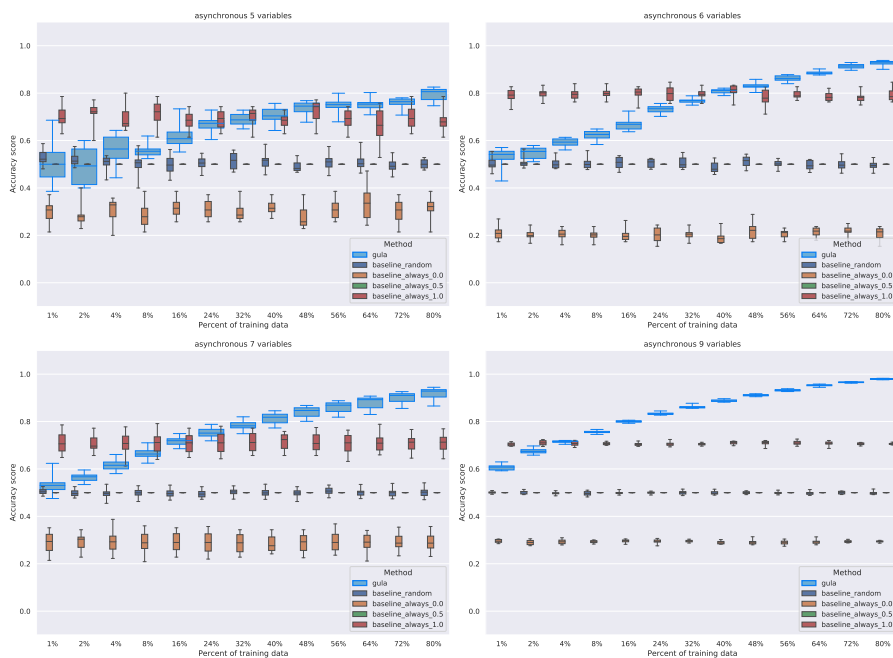 asynchronous 5 variables
1.0
0.8
0.6
0.4
0.2
0.0
Accuracy score
Method
gula
baseline_random
baseline_always_0.0
baseline_always_0.5
baseline_always_1.0
1% 2% 4% 8% 16% 24% 32% 40% 48% 56% 64% 72% 80%
Percent of training data
asynchronous 6 variables
1.0
0.8
0.6
0.4
0.2
0.0
Accuracy score
Method
gula
baseline_random
baseline_always_0.0
baseline_always_0.5
baseline_always_1.0
1% 2% 4% 8% 16% 24% 32% 40% 48% 56% 64% 72% 80%
Percent of training data
asynchronous 7 variables
1.0
0.8
0.6
0.4
0.2
0.0
Accuracy score
Method
gula
baseline_random
baseline_always_0.0
baseline_always_0.5
baseline_always_1.0
1% 2% 4% 8% 16% 24% 32% 40% 48% 56% 64% 72% 80%
Percent of training data
asynchronous 9 variables
1.0
0.8
0.6
0.4
0.2
0.0
Accuracy score
Method
gula
baseline_random
baseline_always_0.0
baseline_always_0.5
baseline_always_1.0
1% 2% 4% 8% 16% 24% 32% 40% 48% 56% 64% 72% 80%
Percent of training data